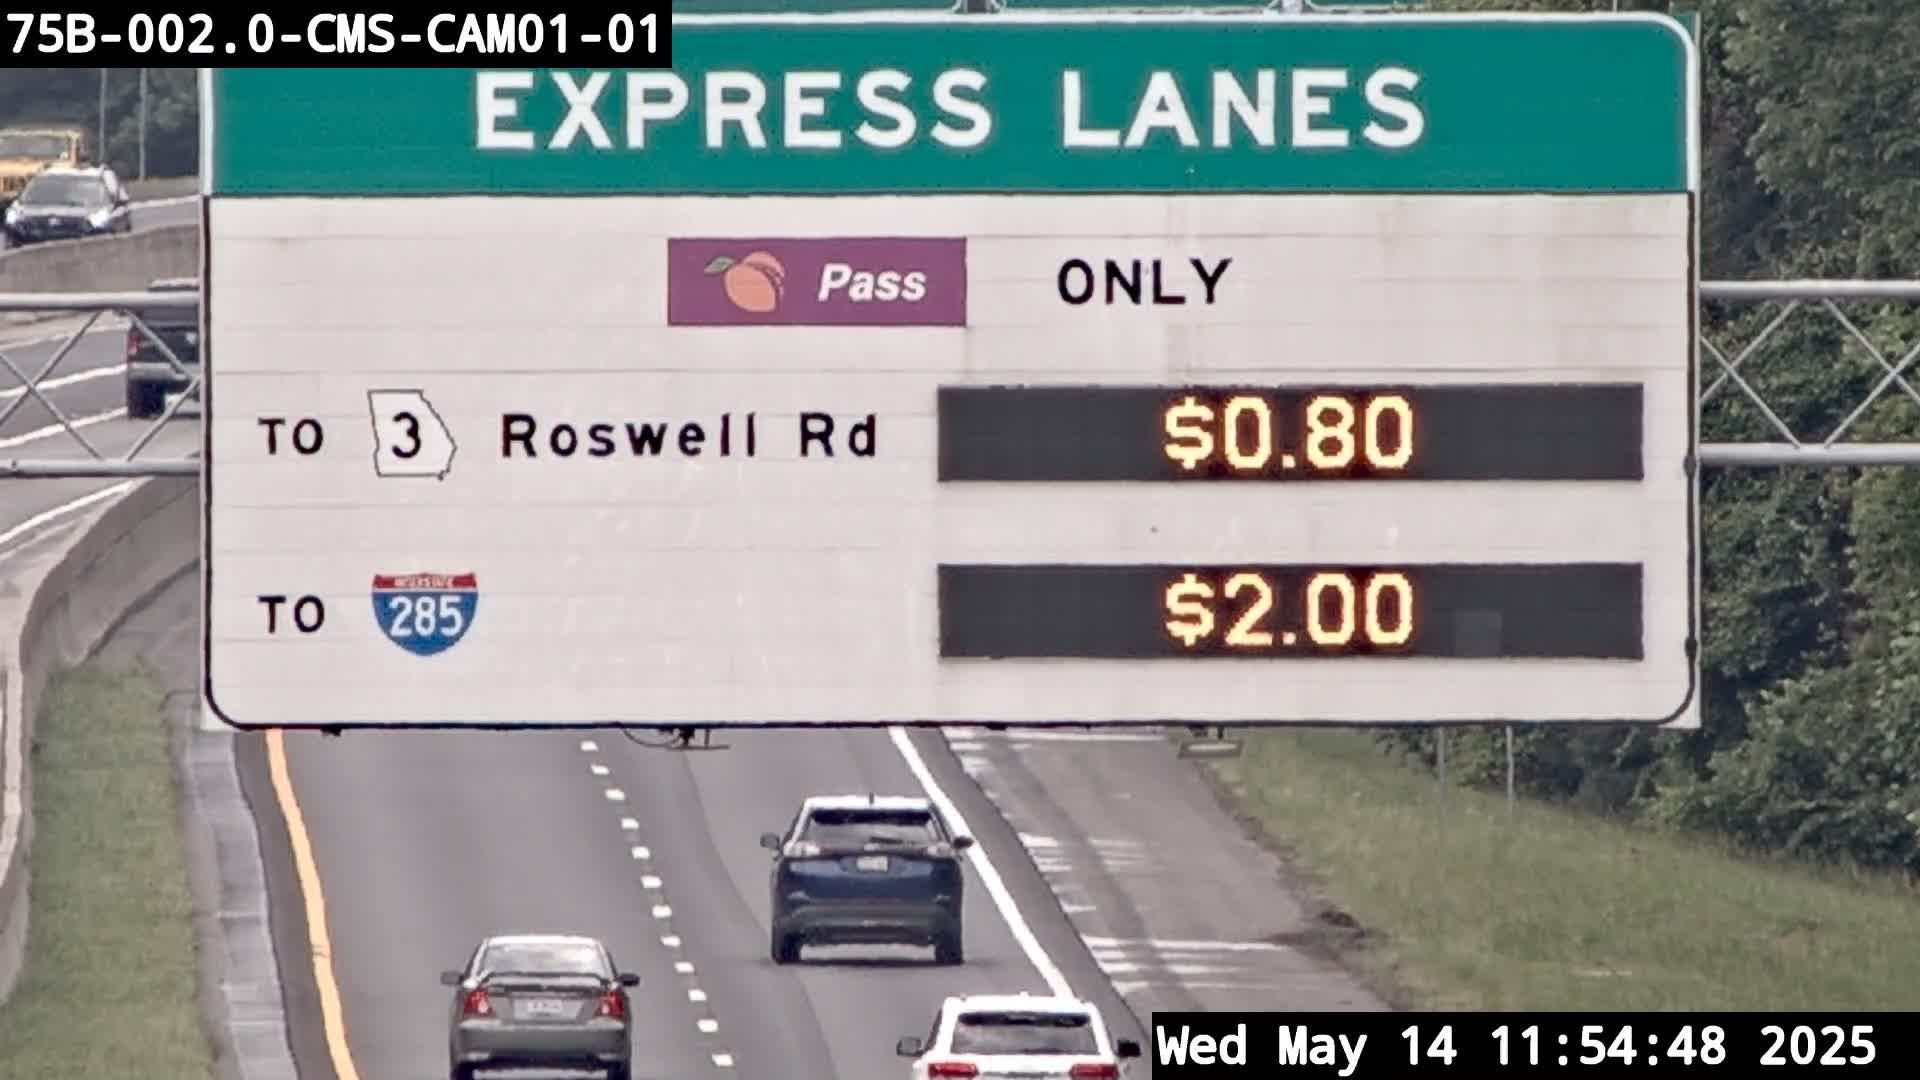 75B-002.0-CMS-CAM01-01
EXPRESS LANES
Pass ONLY
TO 3 Roswell Rd $0.80
INTERSTATE
TO 285 $2.00
Wed May 14 11:54:48 2025